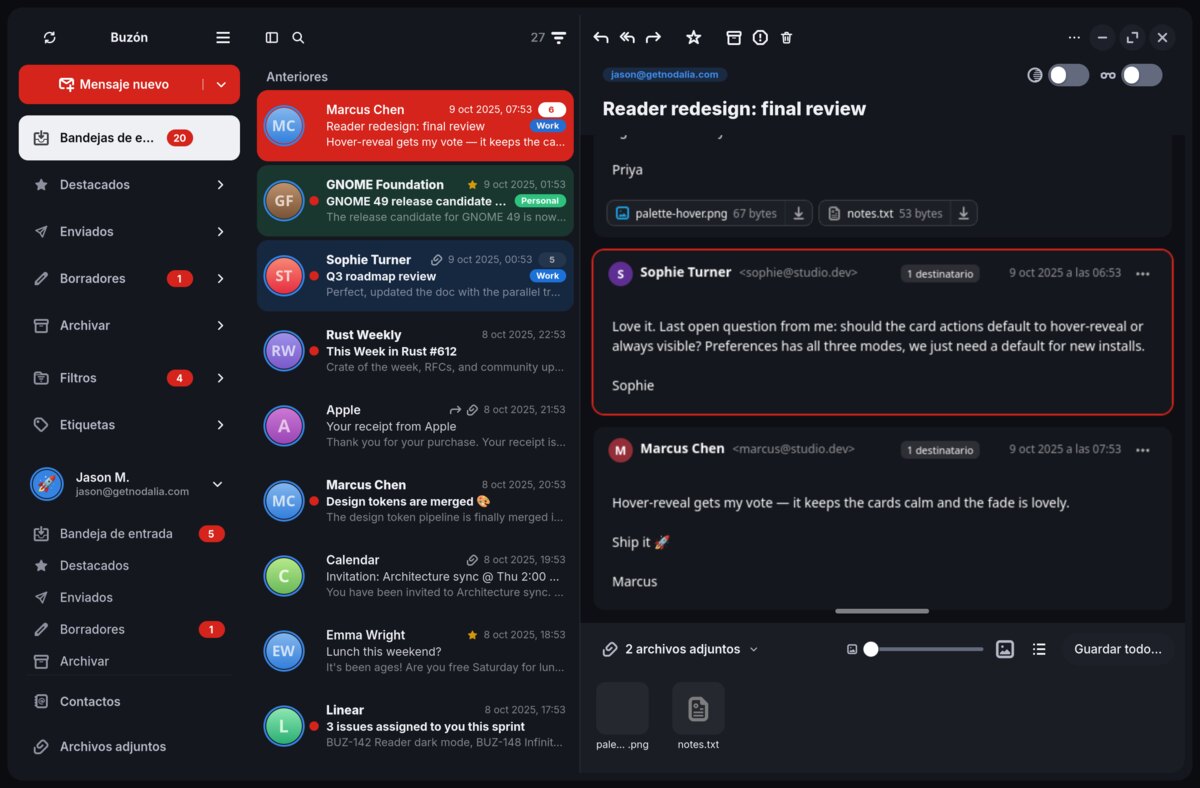 Buzón
Mensaje nuevo
Bandejas de e... 20
Destacados
Enviados
Borradores 1
Archivar
Filtros 4
Etiquetas
Jason M.
jason@getnodalia.com
Bandeja de entrada 5
Destacados
Enviados
Borradores 1
Archivar
Contactos
Archivos adjuntos
27
Anteriores
MC
Marcus Chen 9 oct 2025, 07:53 6
Reader redesign: final review Work
Hover-reveal gets my vote — it keeps the ca...
GF
GNOME Foundation 9 oct 2025, 01:53
GNOME 49 release candidate ... Personal
The release candidate for GNOME 49 is now...
ST
Sophie Turner 9 oct 2025, 00:53 5
Q3 roadmap review Work
Perfect, updated the doc with the parallel tr...
RW
Rust Weekly 8 oct 2025, 22:53
This Week in Rust #612
Crate of the week, RFCs, and community up...
A
Apple 8 oct 2025, 21:53
Your receipt from Apple
Thank you for your purchase. Your receipt is...
MC
Marcus Chen 8 oct 2025, 20:53
Design tokens are merged 🎨
The design token pipeline is finally merged i...
C
Calendar 8 oct 2025, 19:53
Invitation: Architecture sync @ Thu 2:00 ...
You have been invited to Architecture sync. ...
EW
Emma Wright 8 oct 2025, 18:53
Lunch this weekend?
It's been ages! Are you free Saturday for lun...
L
Linear 8 oct 2025, 17:53
3 issues assigned to you this sprint
BUZ-142 Reader dark mode, BUZ-148 Infinit...
jason@getnodalia.com
Reader redesign: final review
Priya
palette-hover.png 67 bytes notes.txt 53 bytes
S Sophie Turner <sophie@studio.dev> 1 destinatario 9 oct 2025 a las 06:53
Love it. Last open question from me: should the card actions default to hover-reveal or
always visible? Preferences has all three modes, we just need a default for new installs.
Sophie
M Marcus Chen <marcus@studio.dev> 1 destinatario 9 oct 2025 a las 07:53
Hover-reveal gets my vote — it keeps the cards calm and the fade is lovely.
Ship it 🚀
Marcus
2 archivos adjuntos Guardar todo...
pale... .png
notes.txt